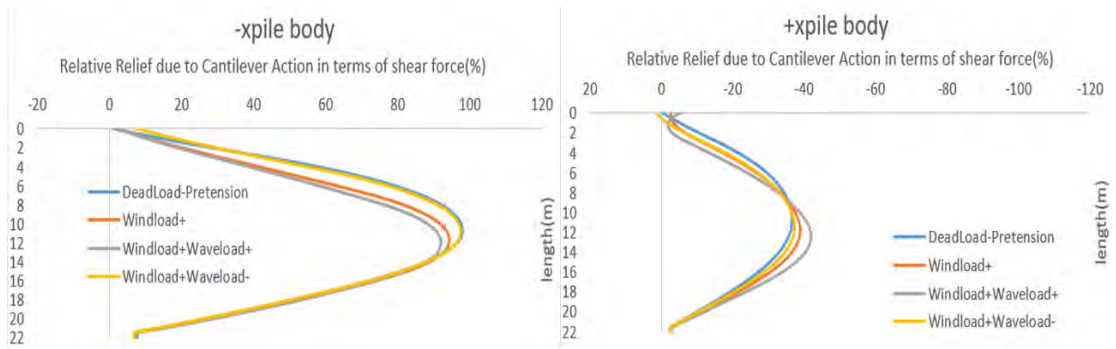 -xpile body
Relative Relief due to Cantilever Action in terms of shear force(%)
-20 0 20 40 60 80 100 120
0
2
4
6
8
10
12
14
16
18
20
22
DeadLoad-Pretension
Windload+
Windload+Waveload+
Windload+Waveload-
length(m)
+xpile body
Relative Relief due to Cantilever Action in terms of shear force(%)
20 0 -20 -40 -60 -80 -100 -120
0
2
4
6
8
10
12
14
16
18
20
22
DeadLoad-Pretension
Windload+
Windload+Waveload+
Windload+Waveload-
length(m)